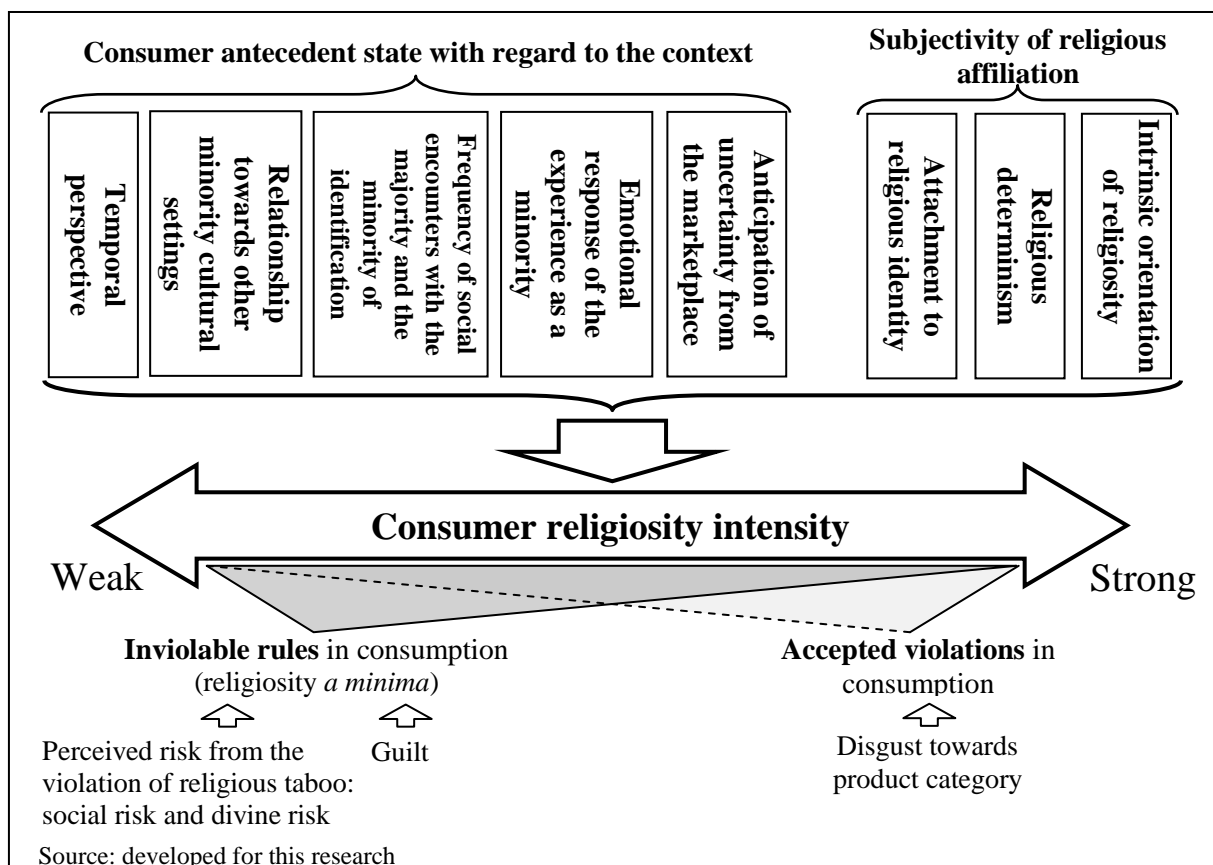 Consumer antecedent state with regard to the context
Subjectivity of religious
affiliation
Temporal
perspective
Relationship
towards other
minority cultural
settings
Frequency of social
encounters with the
majority and the
minority of
identification
Emotional
response of the
experience as a
minority
Anticipation of
uncertainty from
the marketplace
Attachment to
religious identity
Religious
determinism
Intrinsic orientation
of religiosity
Consumer religiosity intensity
Weak
Strong
Inviolable rules in consumption
(religiosity a minima)
Accepted violations in
consumption
Perceived risk from the
violation of religious taboo:
social risk and divine risk
Guilt
Disgust towards
product category
Source: developed for this research